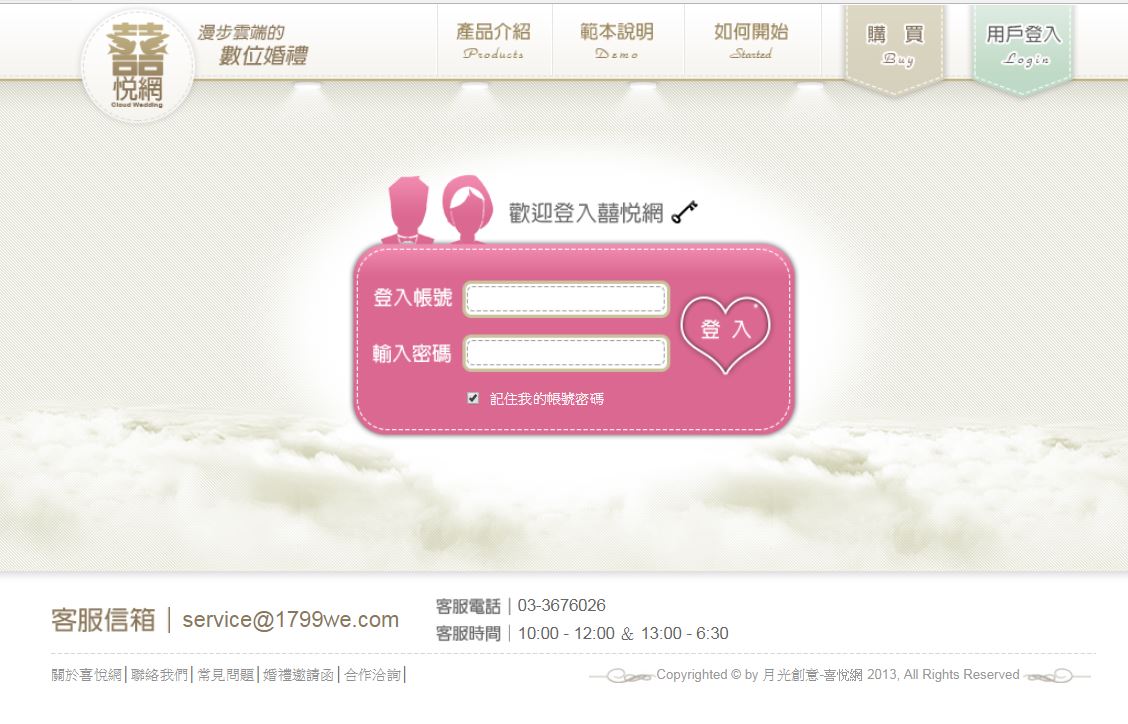 囍
悦網
Cloud Wedding
漫步雲端的
數位婚禮
產品介紹
Products
範本說明
Demo
如何開始
Started
購 買
Buy
用戶登入
Login
歡迎登入囍悦網
登入帳號
輸入密碼
登 入
記住我的帳號密碼
客服信箱│service@1799we.com
客服電話│03-3676026
客服時間│10:00 - 12:00 & 13:00 - 6:30
關於喜悅網│聯絡我們│常見問題│婚禮邀請函│合作洽詢│
Copyrighted © by 月光創意-喜悅網 2013, All Rights Reserved